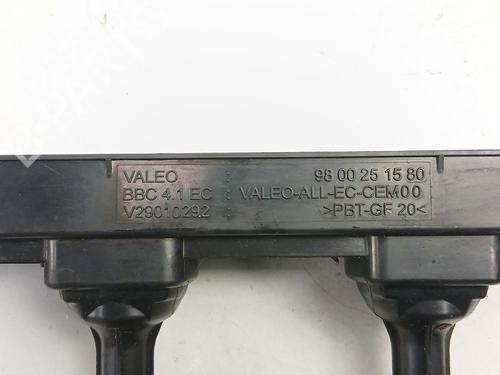 VALEO : 98 00 25 15 80
BBC 4.1 EC : VALEO-ALL-EC-CEM00
V29010292 : >PBT-GF 20<